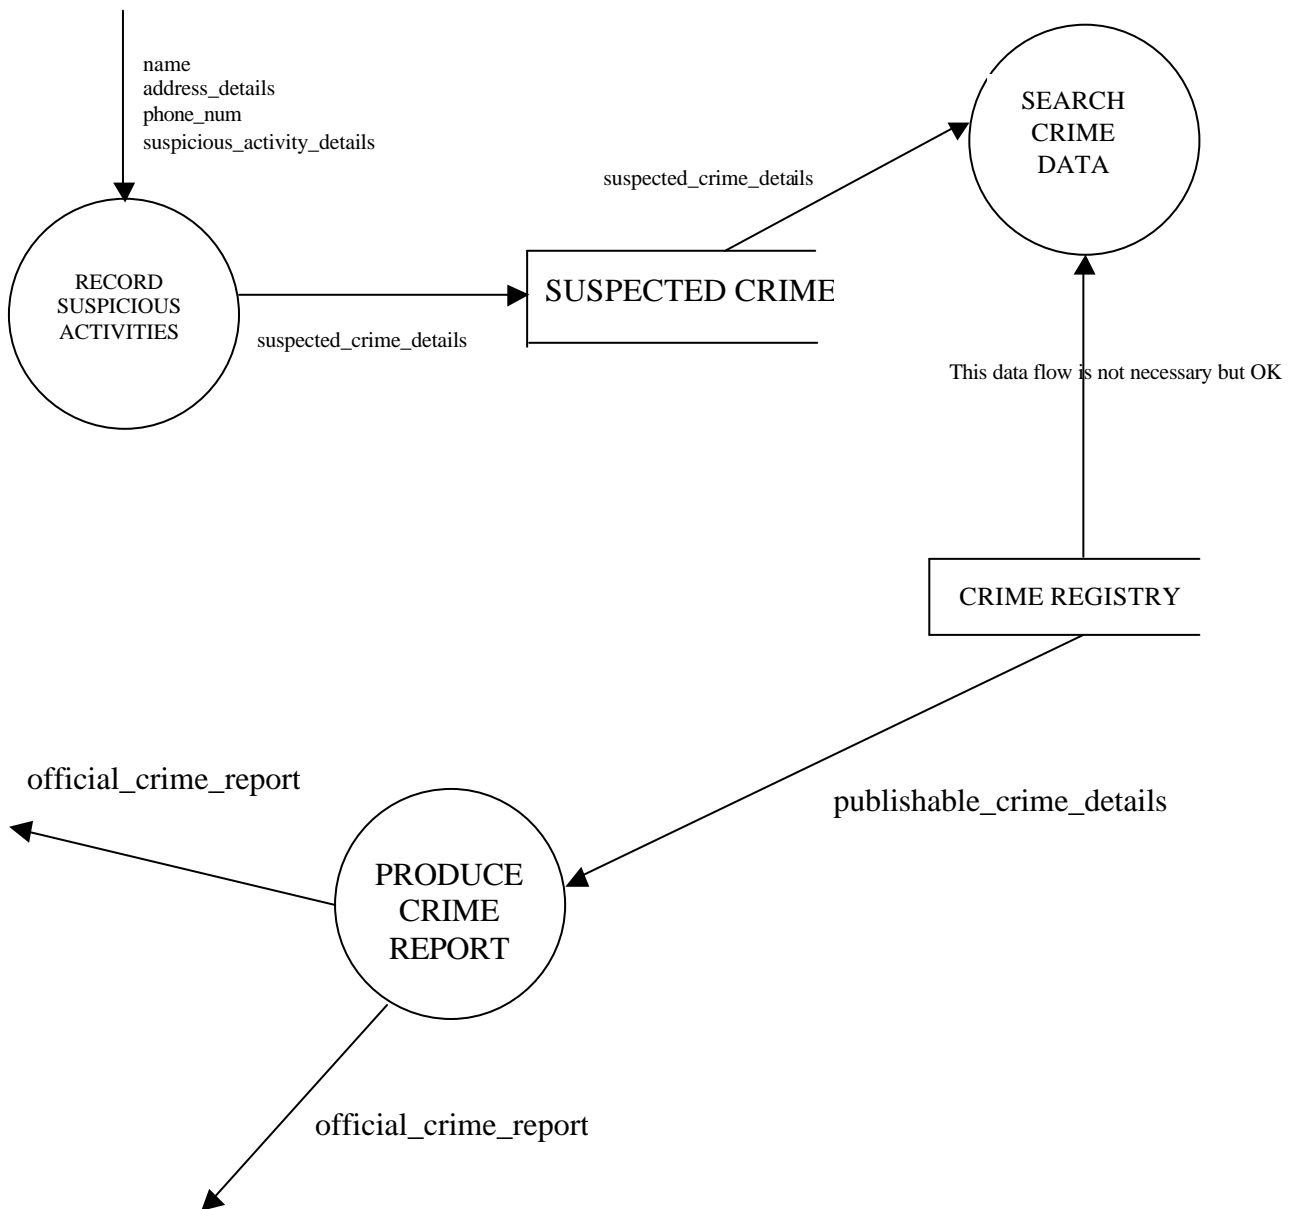 name
address_details
phone_num
suspicious_activity_details
SEARCH
CRIME
DATA
suspected_crime_details
RECORD
SUSPICIOUS
ACTIVITIES
SUSPECTED CRIME
suspected_crime_details
This data flow is not necessary but OK
CRIME REGISTRY
official_crime_report
publishable_crime_details
PRODUCE
CRIME
REPORT
official_crime_report